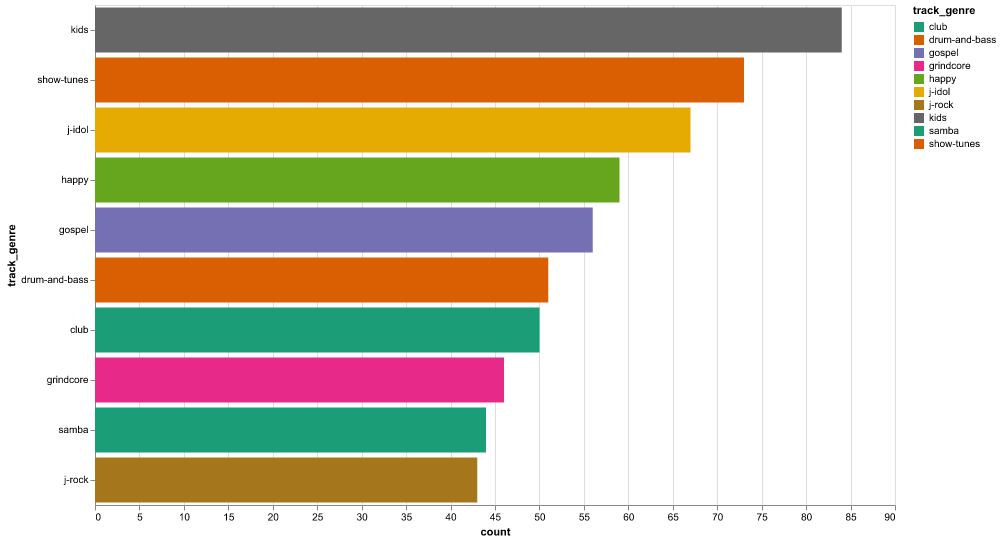 track_genre
club
drum-and-bass
gospel
grindcore
happy
j-idol
j-rock
kids
samba
show-tunes
track_genre
kids
show-tunes
j-idol
happy
gospel
drum-and-bass
club
grindcore
samba
j-rock
0 5 10 15 20 25 30 35 40 45 50 55 60 65 70 75 80 85 90
count